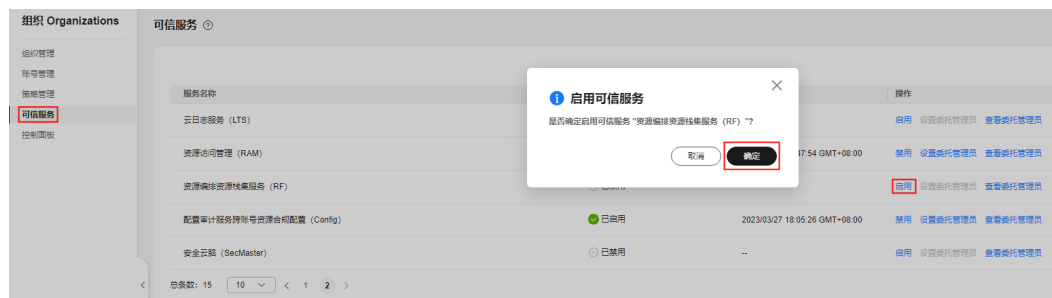 组织 Organizations
可信服务
组织管理
账号管理
策略管理
可信服务
控制面板
服务名称
操作
启用可信服务
是否确定启用可信服务 "资源编排资源栈集服务（RF）"?
取消
确定
云日志服务（LTS）
启用 设置委托管理员 查看委托管理员
资源访问管理（RAM）
47:54 GMT+08:00
禁用 设置委托管理员 查看委托管理员
资源编排资源栈集服务（RF）
启用 设置委托管理员 查看委托管理员
配置审计服务跨账号资源合规配置（Config）
已启用
2023/03/27 18:05:26 GMT+08:00
禁用 设置委托管理员 查看委托管理员
安全云脑（SecMaster）
已禁用
--
启用 设置委托管理员 查看委托管理员
总条数: 15 10 < 1 2 >